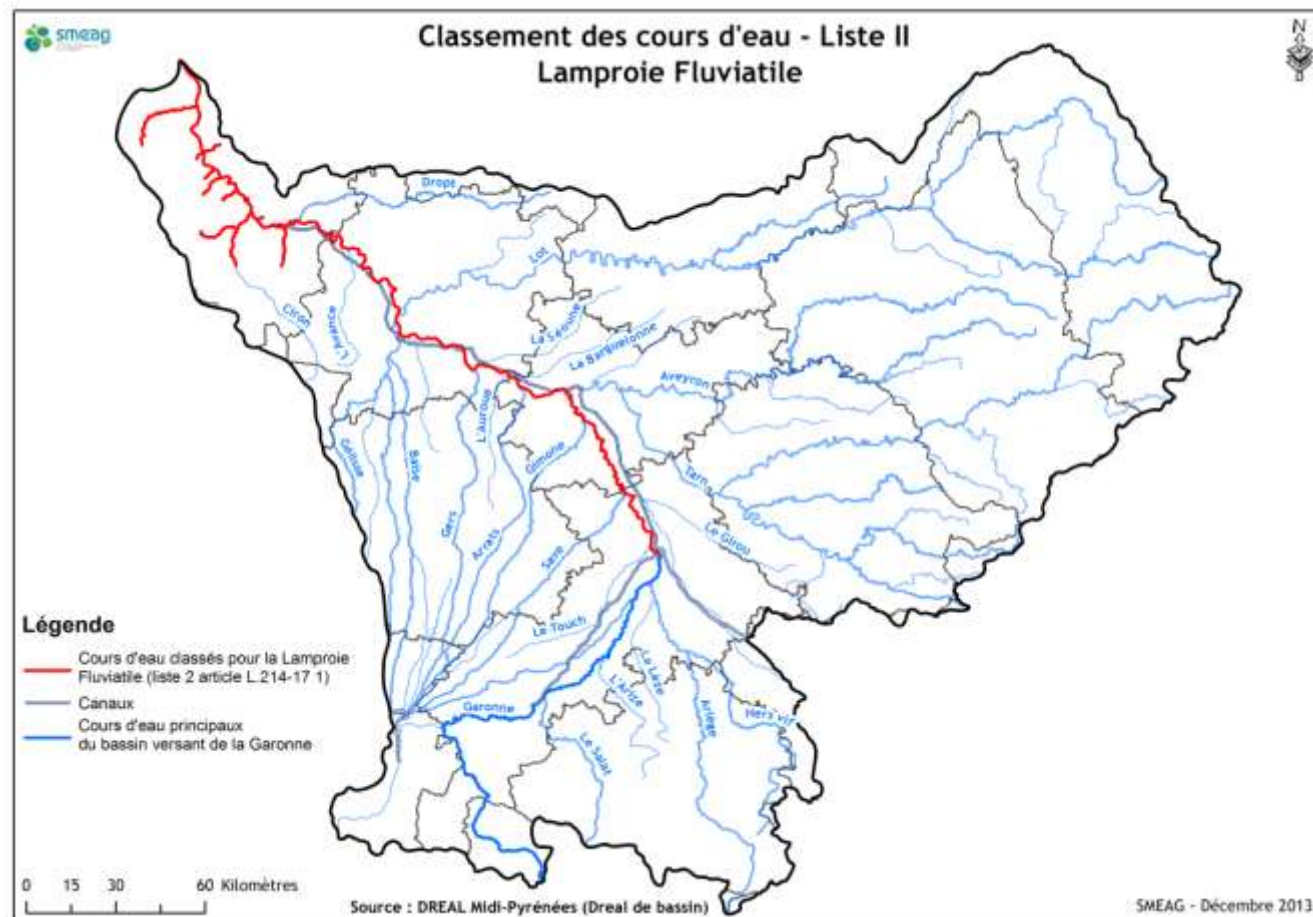 smeag
Classement des cours d'eau - Liste II
Lamproie Fluviatile
N
Dropt
Lot
Ciron
L'Avance
La Séoune
La Barguelonne
Aveyron
L'Auroue
Gimone
Gélise
Baïse
Tarn
Gers
Arrats
Save
Le Girou
Le Touch
La Lèze
L'Arize
Garonne
Ariège
Hers vif
Le Salat
Légende
Cours d'eau classés pour la Lamproie
Fluviatile (liste 2 article L.214-17 1)
Canaux
Cours d'eau principaux
du bassin versant de la Garonne
0 15 30 60 Kilomètres
Source : DREAL Midi-Pyrénées (Dreal de bassin)
SMEAG - Décembre 2013